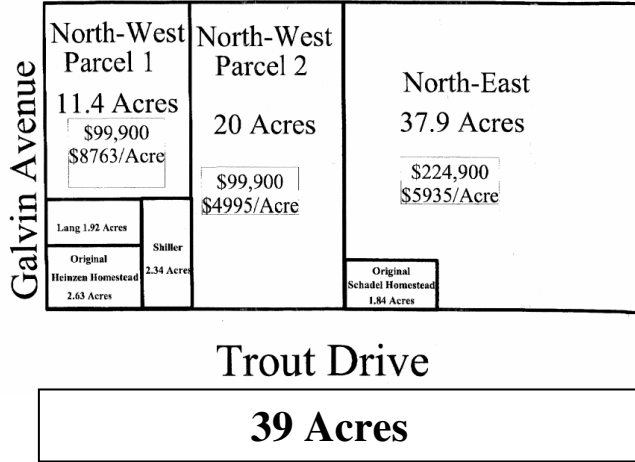 Galvin Avenue
North-West
Parcel 1
11.4 Acres
$99,900
$8763/Acre
North-West
Parcel 2
20 Acres
$99,900
$4995/Acre
North-East
37.9 Acres
$224,900
$5935/Acre
Lang 1.92 Acres
Original
Heinzen Homestead
2.63 Acres
Shiller
2.34 Acres
Original
Schadel Homestead
1.84 Acres
Trout Drive
39 Acres